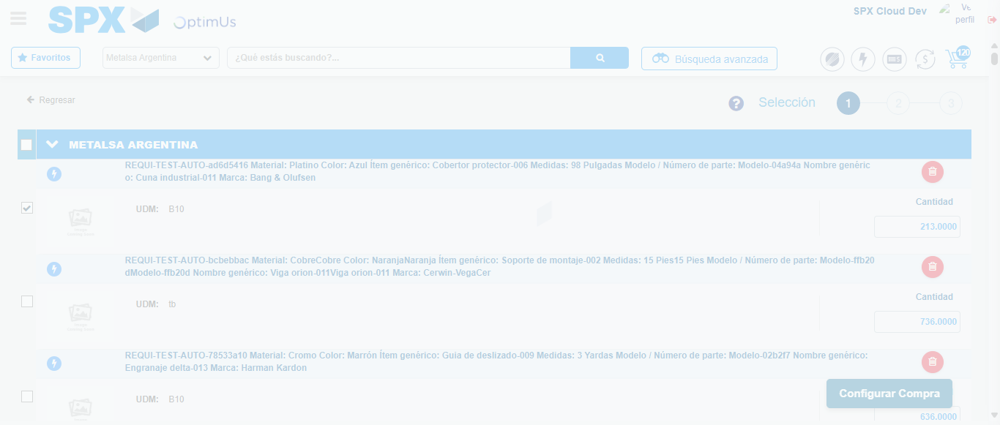 SPX OptimUs
SPX Cloud Dev
Ve
perfil
Favoritos
Metalsa Argentina
¿Qué estás buscando?...
Búsqueda avanzada
120
Regresar
? Selección 1 2 3
METALSA ARGENTINA
REQUI-TEST-AUTO-ad6d5416 Material: Platino Color: Azul Ítem genérico: Cobertor protector-006 Medidas: 98 Pulgadas Modelo / Número de parte: Modelo-04a94a Nombre genéric
o: Cuna industrial-011 Marca: Bang & Olufsen
Cantidad
UDM: B10
213.0000
REQUI-TEST-AUTO-bcbebbac Material: CobreCobre Color: NaranjaNaranja Ítem genérico: Soporte de montaje-002 Medidas: 15 Pies15 Pies Modelo / Número de parte: Modelo-ffb20
dModelo-ffb20d Nombre genérico: Viga orion-011Viga orion-011 Marca: Cerwin-VegaCer
Cantidad
UDM: tb
736.0000
REQUI-TEST-AUTO-78533a10 Material: Cromo Color: Marrón Ítem genérico: Guia de deslizado-009 Medidas: 3 Yardas Modelo / Número de parte: Modelo-02b2f7 Nombre genérico:
Engranaje delta-013 Marca: Harman Kardon
Configurar Compra
UDM: B10
636.0000